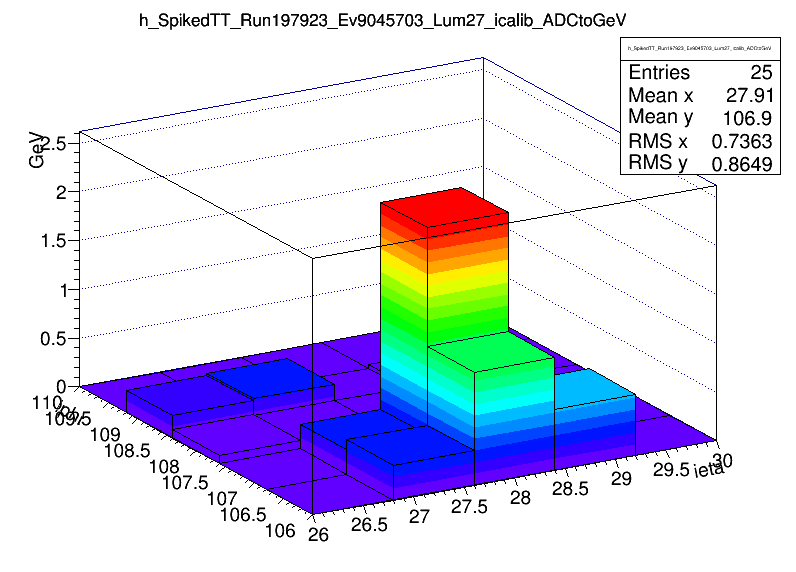 h_SpikedTT_Run197923_Ev9045703_Lum27_icalib_ADCtoGeV
h_SpikedTT_Run197923_Ev9045703_Lum27_icalib_ADCtoGeV
Entries 25
Mean x 27.91
Mean y 106.9
RMS x 0.7363
RMS y 0.8649
GeV
2.5
2
1.5
1
0.5
0
110
109.5
109
108.5
108
107.5
107
106.5
106
26
26.5
27
27.5
28
28.5
29
29.5
30
ieta